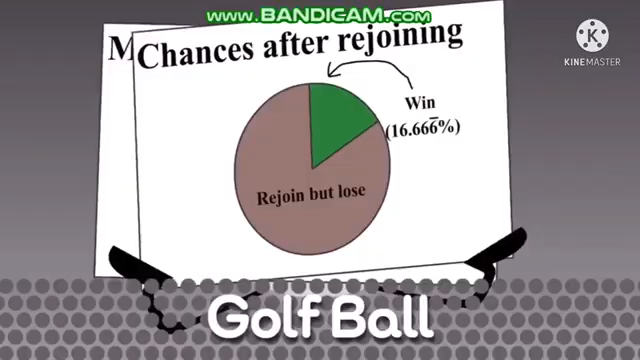 www.BANDICAM.com
M
Chances after rejoining
KINEMASTER
Win
(16.666̅%)
Rejoin but lose
Golf Ball